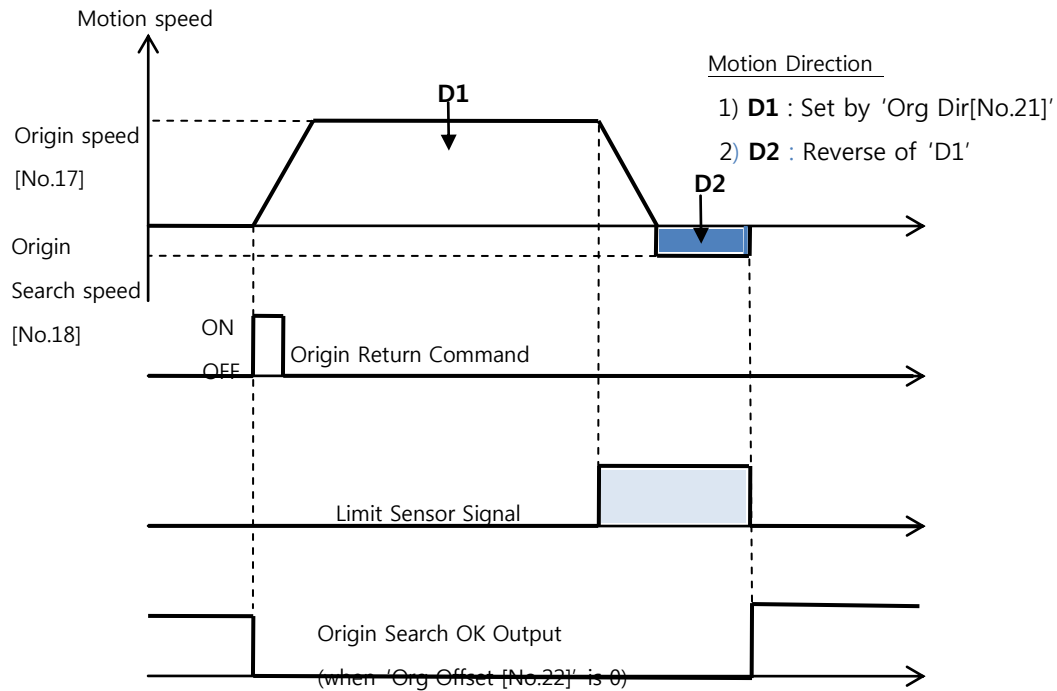 Motion speed
Motion Direction
D1
1) D1 : Set by ‘Org Dir[No.21]’
Origin speed
[No.17]
2) D2 : Reverse of ‘D1’
D2
Origin
Search speed
[No.18]
ON
OFF
Origin Return Command
Limit Sensor Signal
Origin Search OK Output
(when ‘Org Offset [No.22]’ is 0)